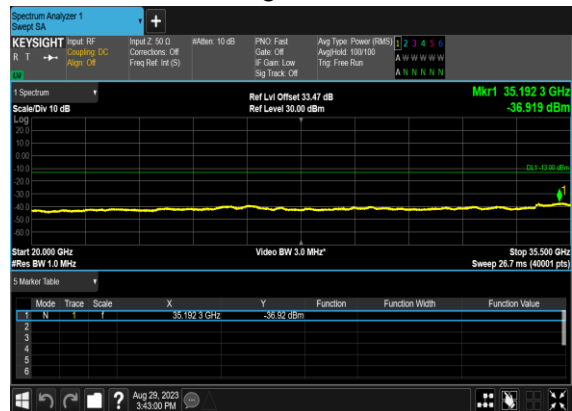 Spectrum Analyzer 1
Swept SA
+
KEYSIGHT Input: RF Input Z: 50 Ω #Atten: 10 dB PNO: Fast Avg Type: Power (RMS) 1 2 3 4 5 6
R T Coupling: DC Corrections: Off Gate: Off Avg|Hold: 100/100 A W W W W W
Align: Off Freq Ref: Int (S) IF Gain: Low Trig: Free Run
LW Sig Track: Off A N N N N N
1 Spectrum Ref Lvl Offset 33.47 dB Mkr1 35.192 3 GHz
Scale/Div 10 dB Ref Level 30.00 dBm -36.919 dBm
Log
20.0
10.0
0.00
-10.0 DL1 -13.00 dBm
-20.0
-30.0 1
-40.0
-50.0
-60.0
Start 20.000 GHz Video BW 3.0 MHz* Stop 35.500 GHz
#Res BW 1.0 MHz Sweep 26.7 ms (40001 pts)
5 Marker Table
Mode Trace Scale X Y Function Function Width Function Value
1 N 1 f 35.192 3 GHz -36.92 dBm
2
3
4
5
6
? Aug 29, 2023
3:43:00 PM